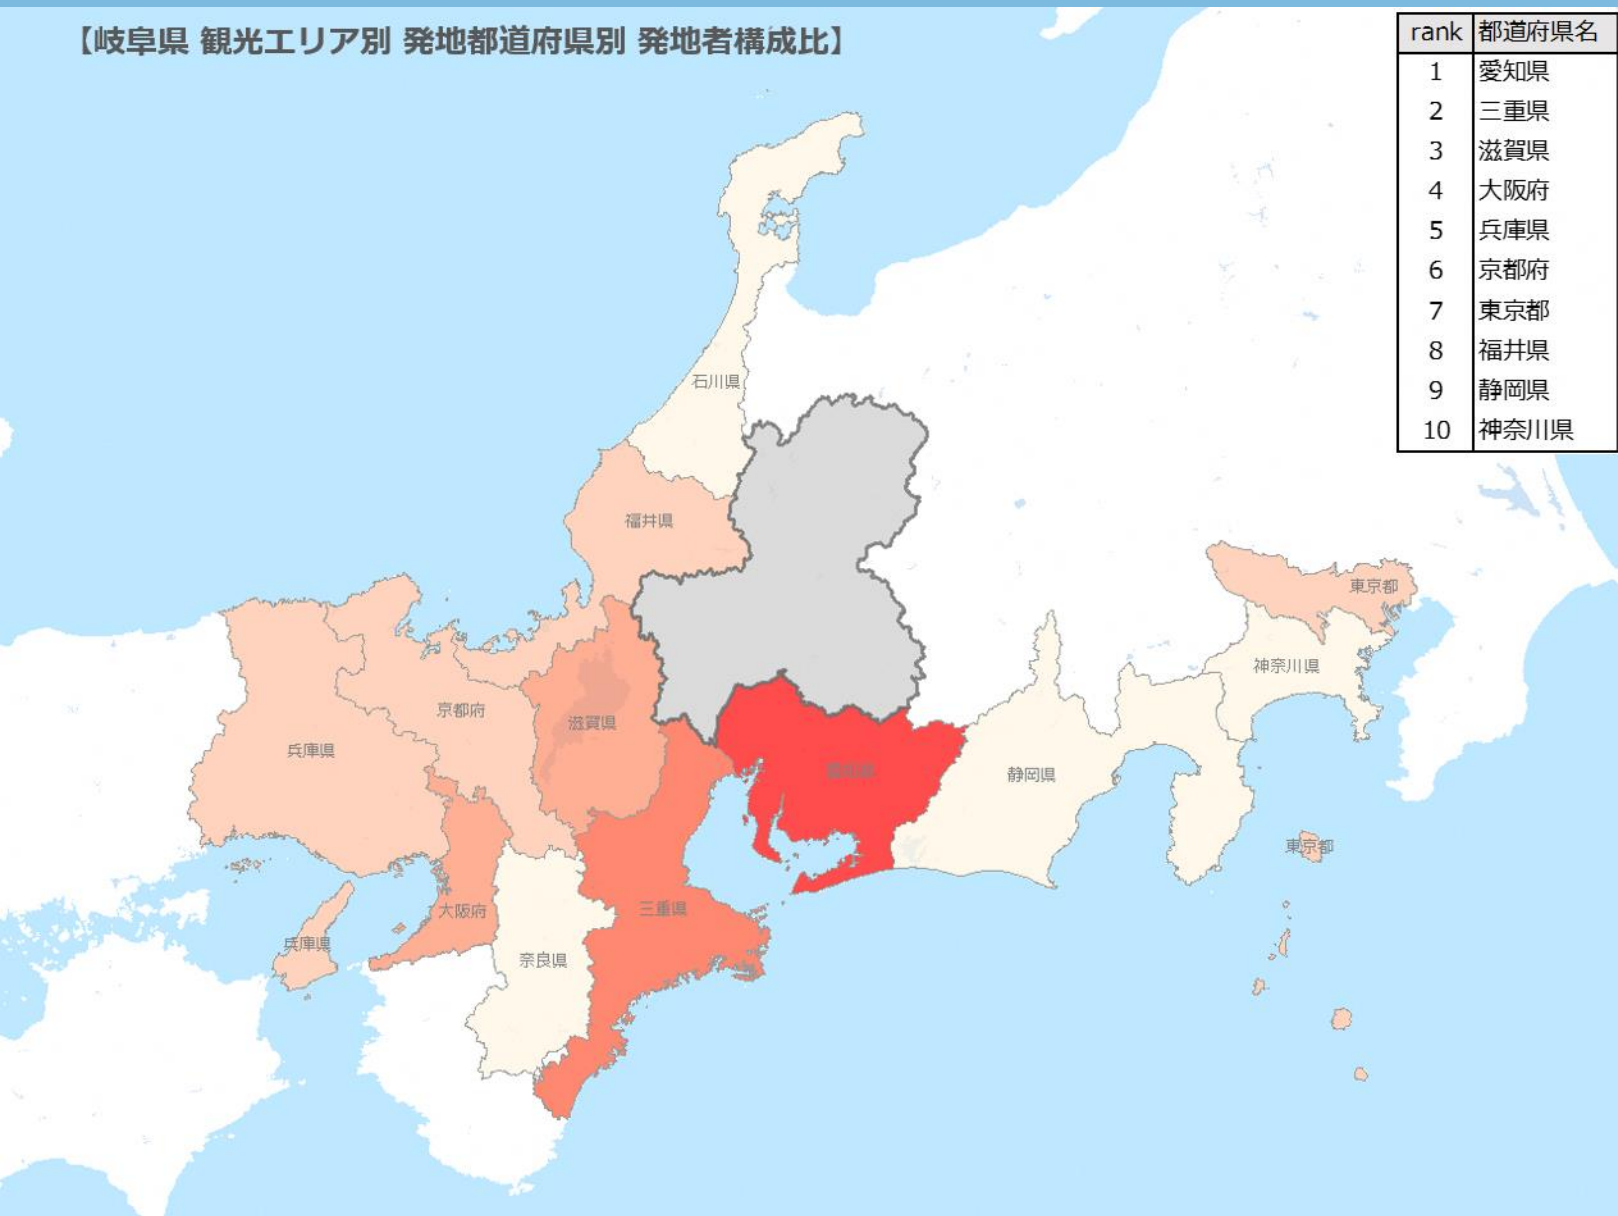 【岐阜県 観光エリア別 発地都道府県別 発地者構成比】
rank 都道府県名
1 愛知県
2 三重県
3 滋賀県
4 大阪府
5 兵庫県
6 京都府
7 東京都
8 福井県
9 静岡県
10 神奈川県
石川県
福井県
東京都
神奈川県
京都府
滋賀県
兵庫県
愛知県
静岡県
東京都
三重県
大阪府
兵庫県
奈良県